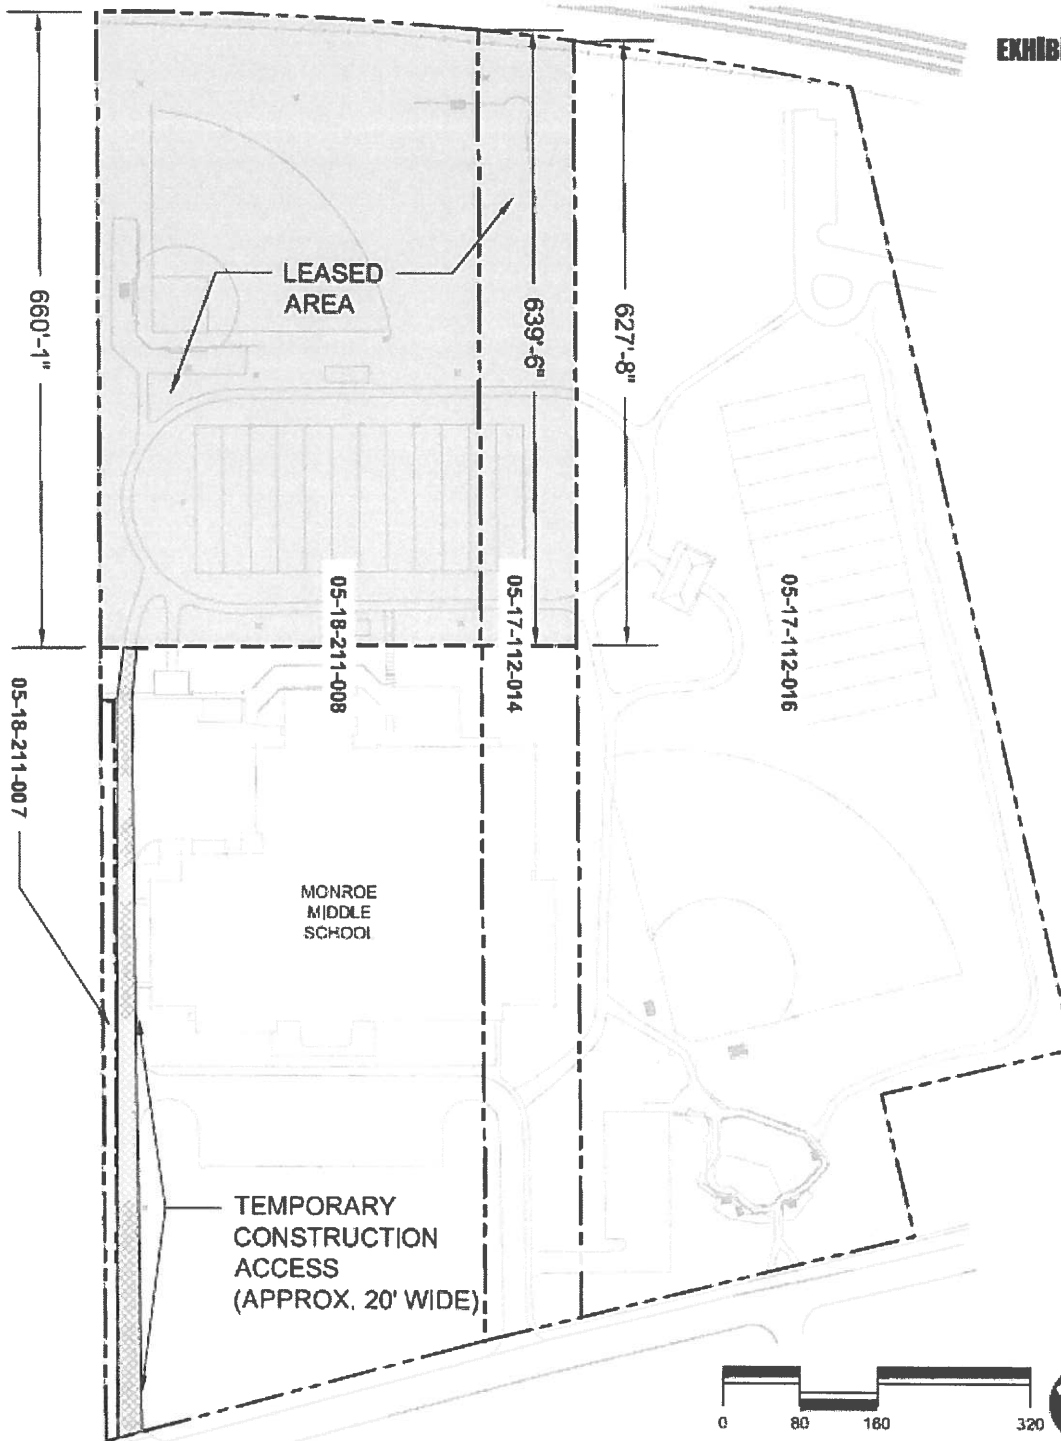 EXHIB
LEASED
AREA
660'-1"
639'-6"
627'-8"
05-18-211-008
05-17-112-014
05-17-112-016
05-18-211-007
MONROE
MIDDLE
SCHOOL
TEMPORARY
CONSTRUCTION
ACCESS
(APPROX. 20' WIDE)
0 80 160 320